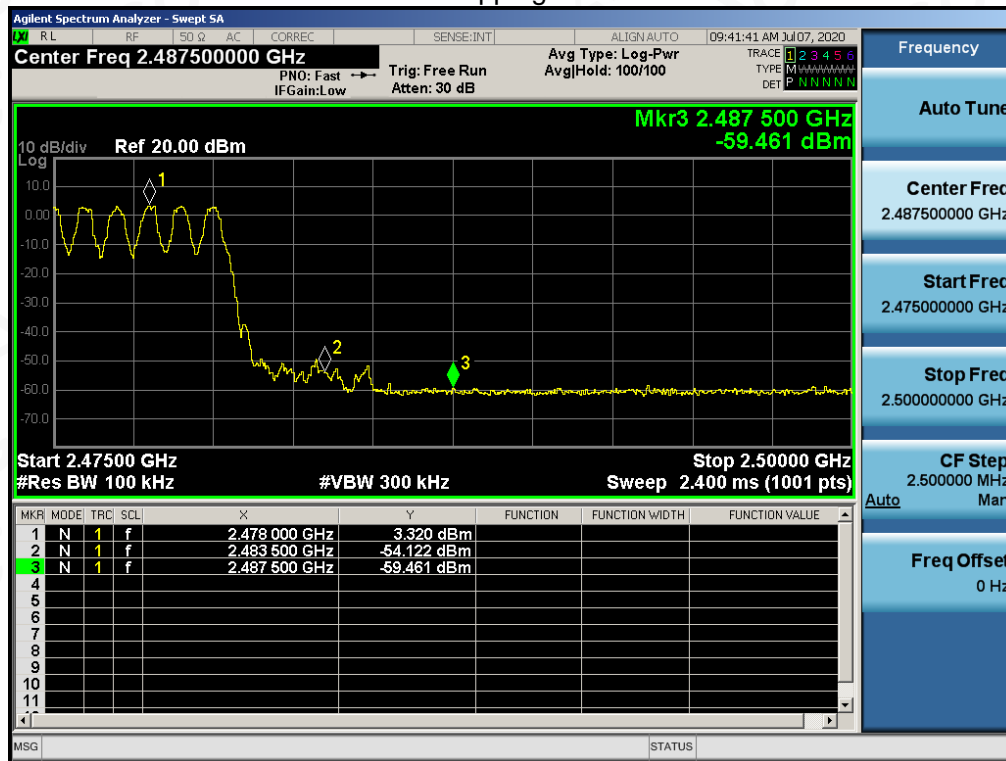 pping
Agilent Spectrum Analyzer - Swept SA
LXI RL RF 50 Ω AC CORREC SENSE:INT ALIGN AUTO 09:41:41 AM Jul 07, 2020
Center Freq 2.487500000 GHz
PNO: Fast
IFGain:Low
Trig: Free Run
Atten: 30 dB
Avg Type: Log-Pwr
Avg|Hold: 100/100
TRACE 1 2 3 4 5 6
TYPE M
DET P N N N N N
Mkr3 2.487 500 GHz
-59.461 dBm
10 dB/div Ref 20.00 dBm
Log
10.0
0.00
-10.0
-20.0
-30.0
-40.0
-50.0
-60.0
-70.0
1
2
3
Start 2.47500 GHz Stop 2.50000 GHz
#Res BW 100 kHz #VBW 300 kHz Sweep 2.400 ms (1001 pts)
MKR MODE TRC SCL X Y FUNCTION FUNCTION WIDTH FUNCTION VALUE
1 N 1 f 2.478 000 GHz 3.320 dBm
2 N 1 f 2.483 500 GHz -54.122 dBm
3 N 1 f 2.487 500 GHz -59.461 dBm
4
5
6
7
8
9
10
11
MSG STATUS
Frequency
Auto Tune
Center Freq
2.487500000 GHz
Start Freq
2.475000000 GHz
Stop Freq
2.500000000 GHz
CF Step
2.500000 MHz
Auto Man
Freq Offset
0 Hz